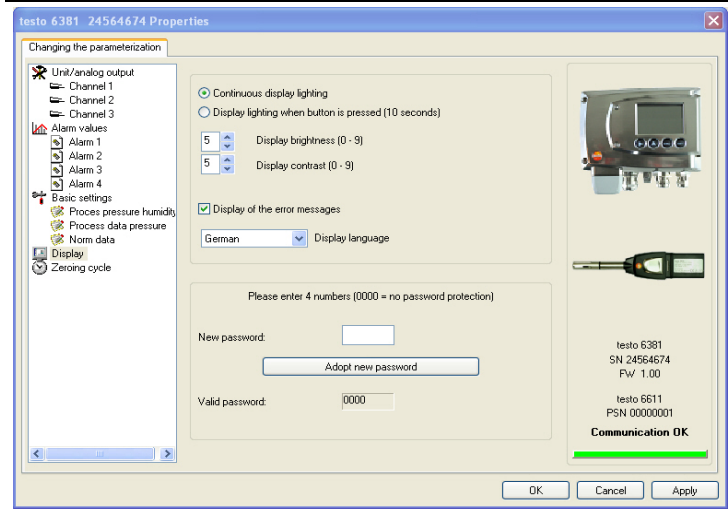 testo 6381 24564674 Properties
Changing the parameterization
Unit/analog output
Channel 1
Channel 2
Channel 3
Alarm values
Alarm 1
Alarm 2
Alarm 3
Alarm 4
Basic settings
Proces pressure humidity
Process data pressure
Norm data
Display
Zeroing cycle
Continuous display lighting
Display lighting when button is pressed (10 seconds)
5 Display brightness (0 - 9)
5 Display contrast (0 - 9)
Display of the error messages
German Display language
Please enter 4 numbers (0000 = no password protection)
New password:
Adopt new password
Valid password: 0000
testo 6381
SN 24564674
FW 1.00
testo 6611
PSN 00000001
Communication OK
OK Cancel Apply